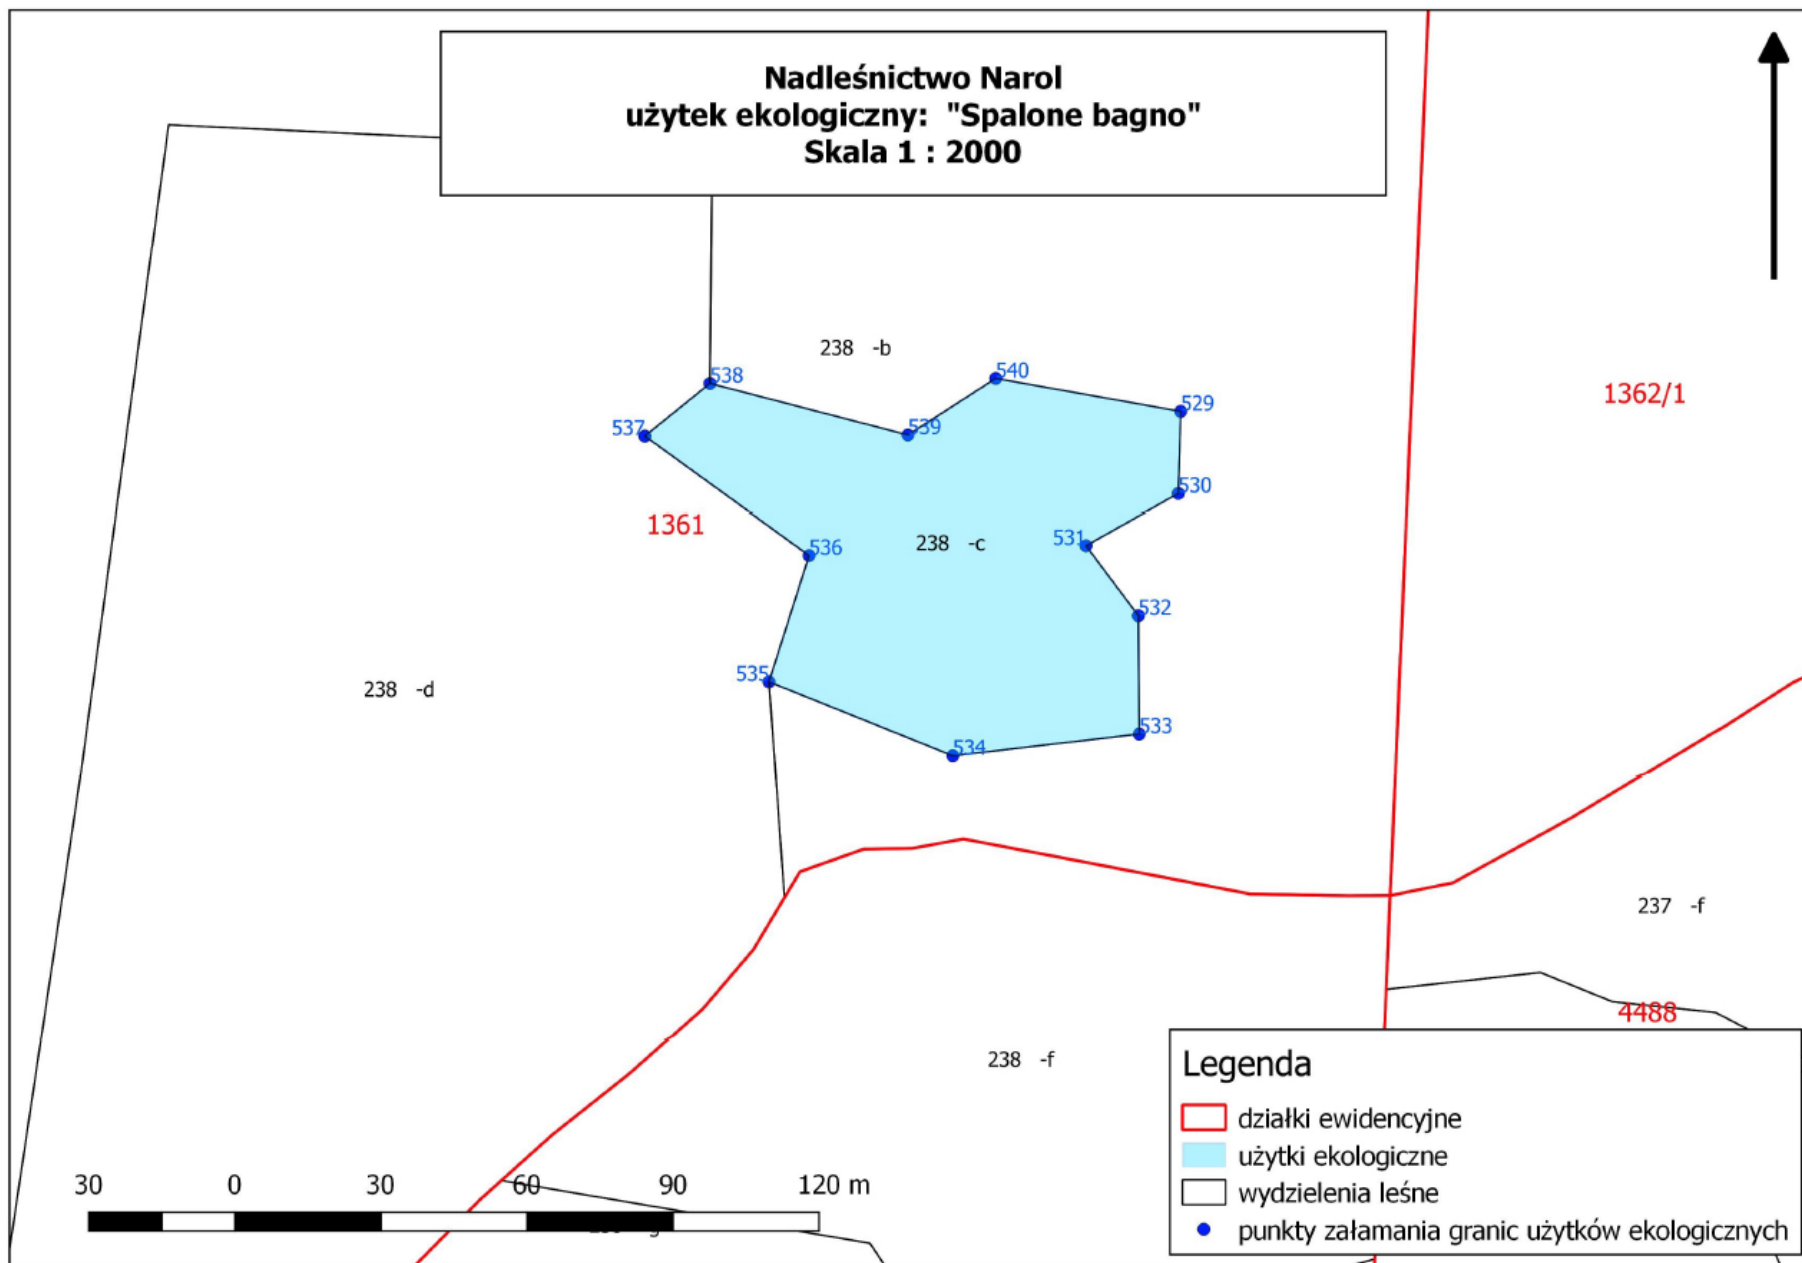 Nadleśnictwo Narol
użytek ekologiczny: "Spalone bagno"
Skala 1 : 2000
238 -b
538
540
529
1362/1
537
539
530
1361
536
238 -c
531
532
535
238 -d
533
534
237 -f
4488
238 -f
Legenda
działki ewidencyjne
użytki ekologiczne
wydzielenia leśne
punkty załamania granic użytków ekologicznych
30 0 30 60 90 120 m